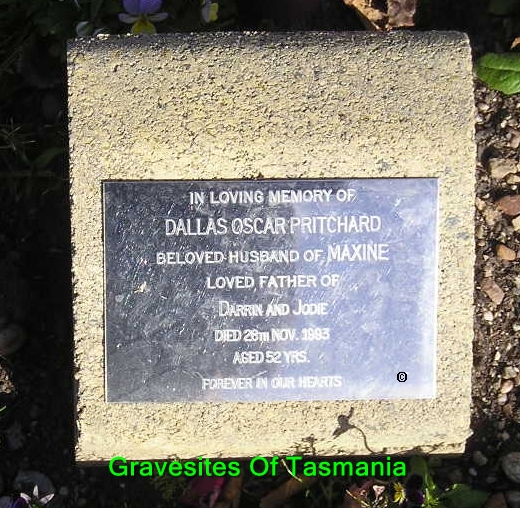 IN LOVING MEMORY OF
DALLAS OSCAR PRITCHARD
BELOVED HUSBAND OF MAXINE
LOVED FATHER OF
DARRIN AND JODIE
DIED 28TH NOV. 1993
AGED 52 YRS.
FOREVER IN OUR HEARTS
©
Gravesites Of Tasmania